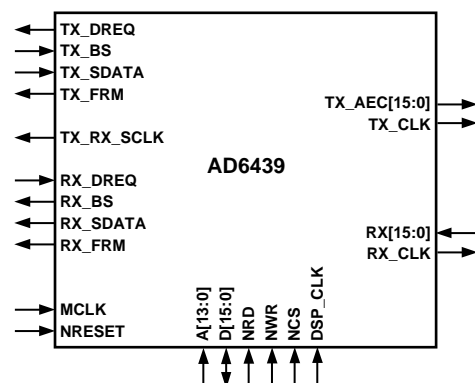 TX_DREQ
TX_BS
TX_SDATA
TX_FRM
TX_RX_SCLK
RX_DREQ
RX_BS
RX_SDATA
RX_FRM
MCLK
NRESET
AD6439
TX_AEC[15:0]
TX_CLK
RX[15:0]
RX_CLK
A[13:0]
D[15:0]
NRD
NWR
NCS
DSP_CLK